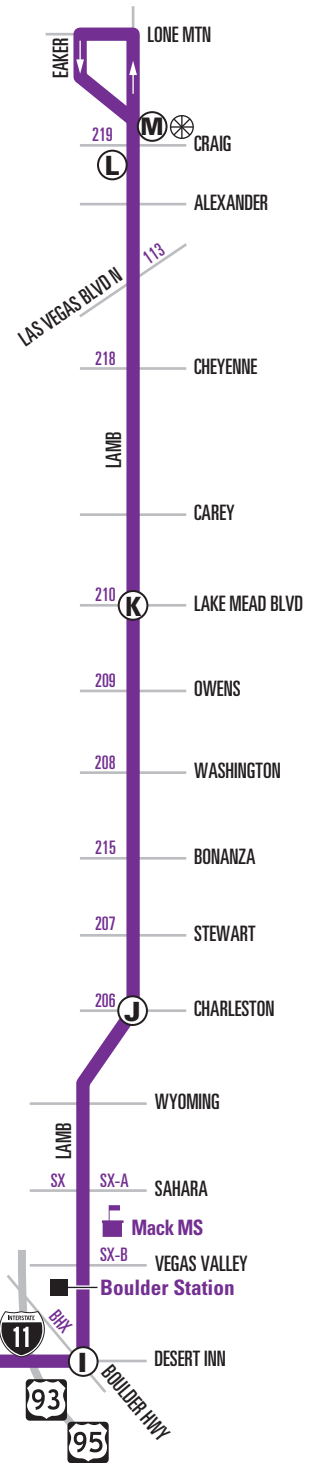 LONE MTN
EAKER
M
219
CRAIG
L
ALEXANDER
113
LAS VEGAS BLVD N
218
CHEYENNE
LAMB
CAREY
210
K
LAKE MEAD BLVD
209
OWENS
208
WASHINGTON
215
BONANZA
207
STEWART
206
J
CHARLESTON
WYOMING
LAMB
SX
SX-A
SAHARA
Mack MS
SX-B
VEGAS VALLEY
Boulder Station
INTERSTATE
11
BHX
I
DESERT INN
BOULDER HWY
93
95